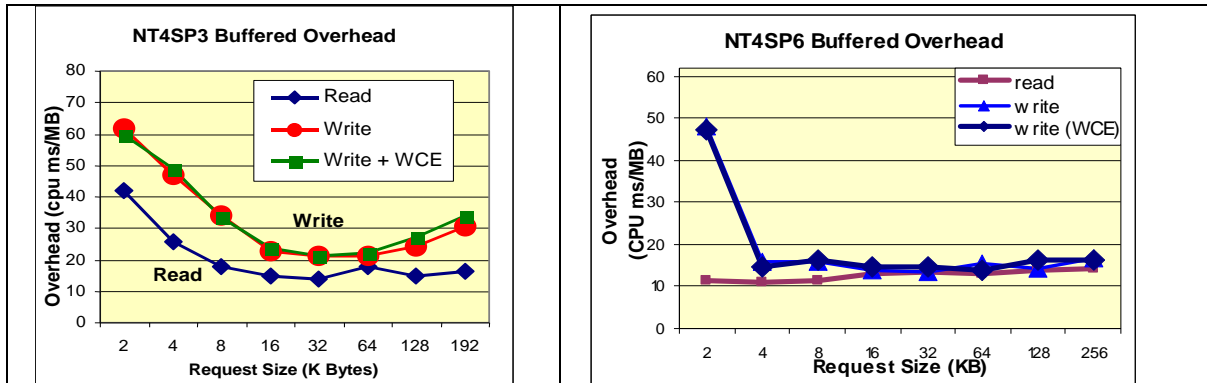 NT4SP3 Buffered Overhead
80
70
60
50
40
30
20
10
0
Overhead (cpu ms/MB)
Read
Write
Write + WCE
Write
Read
2 4 8 16 32 64 128 192
Request Size (K Bytes)
NT4SP6 Buffered Overhead
60
50
40
30
20
10
0
Overhead
(CPU ms/MB)
read
write
write (WCE)
2 4 8 16 32 64 128 256
Request Size (KB)